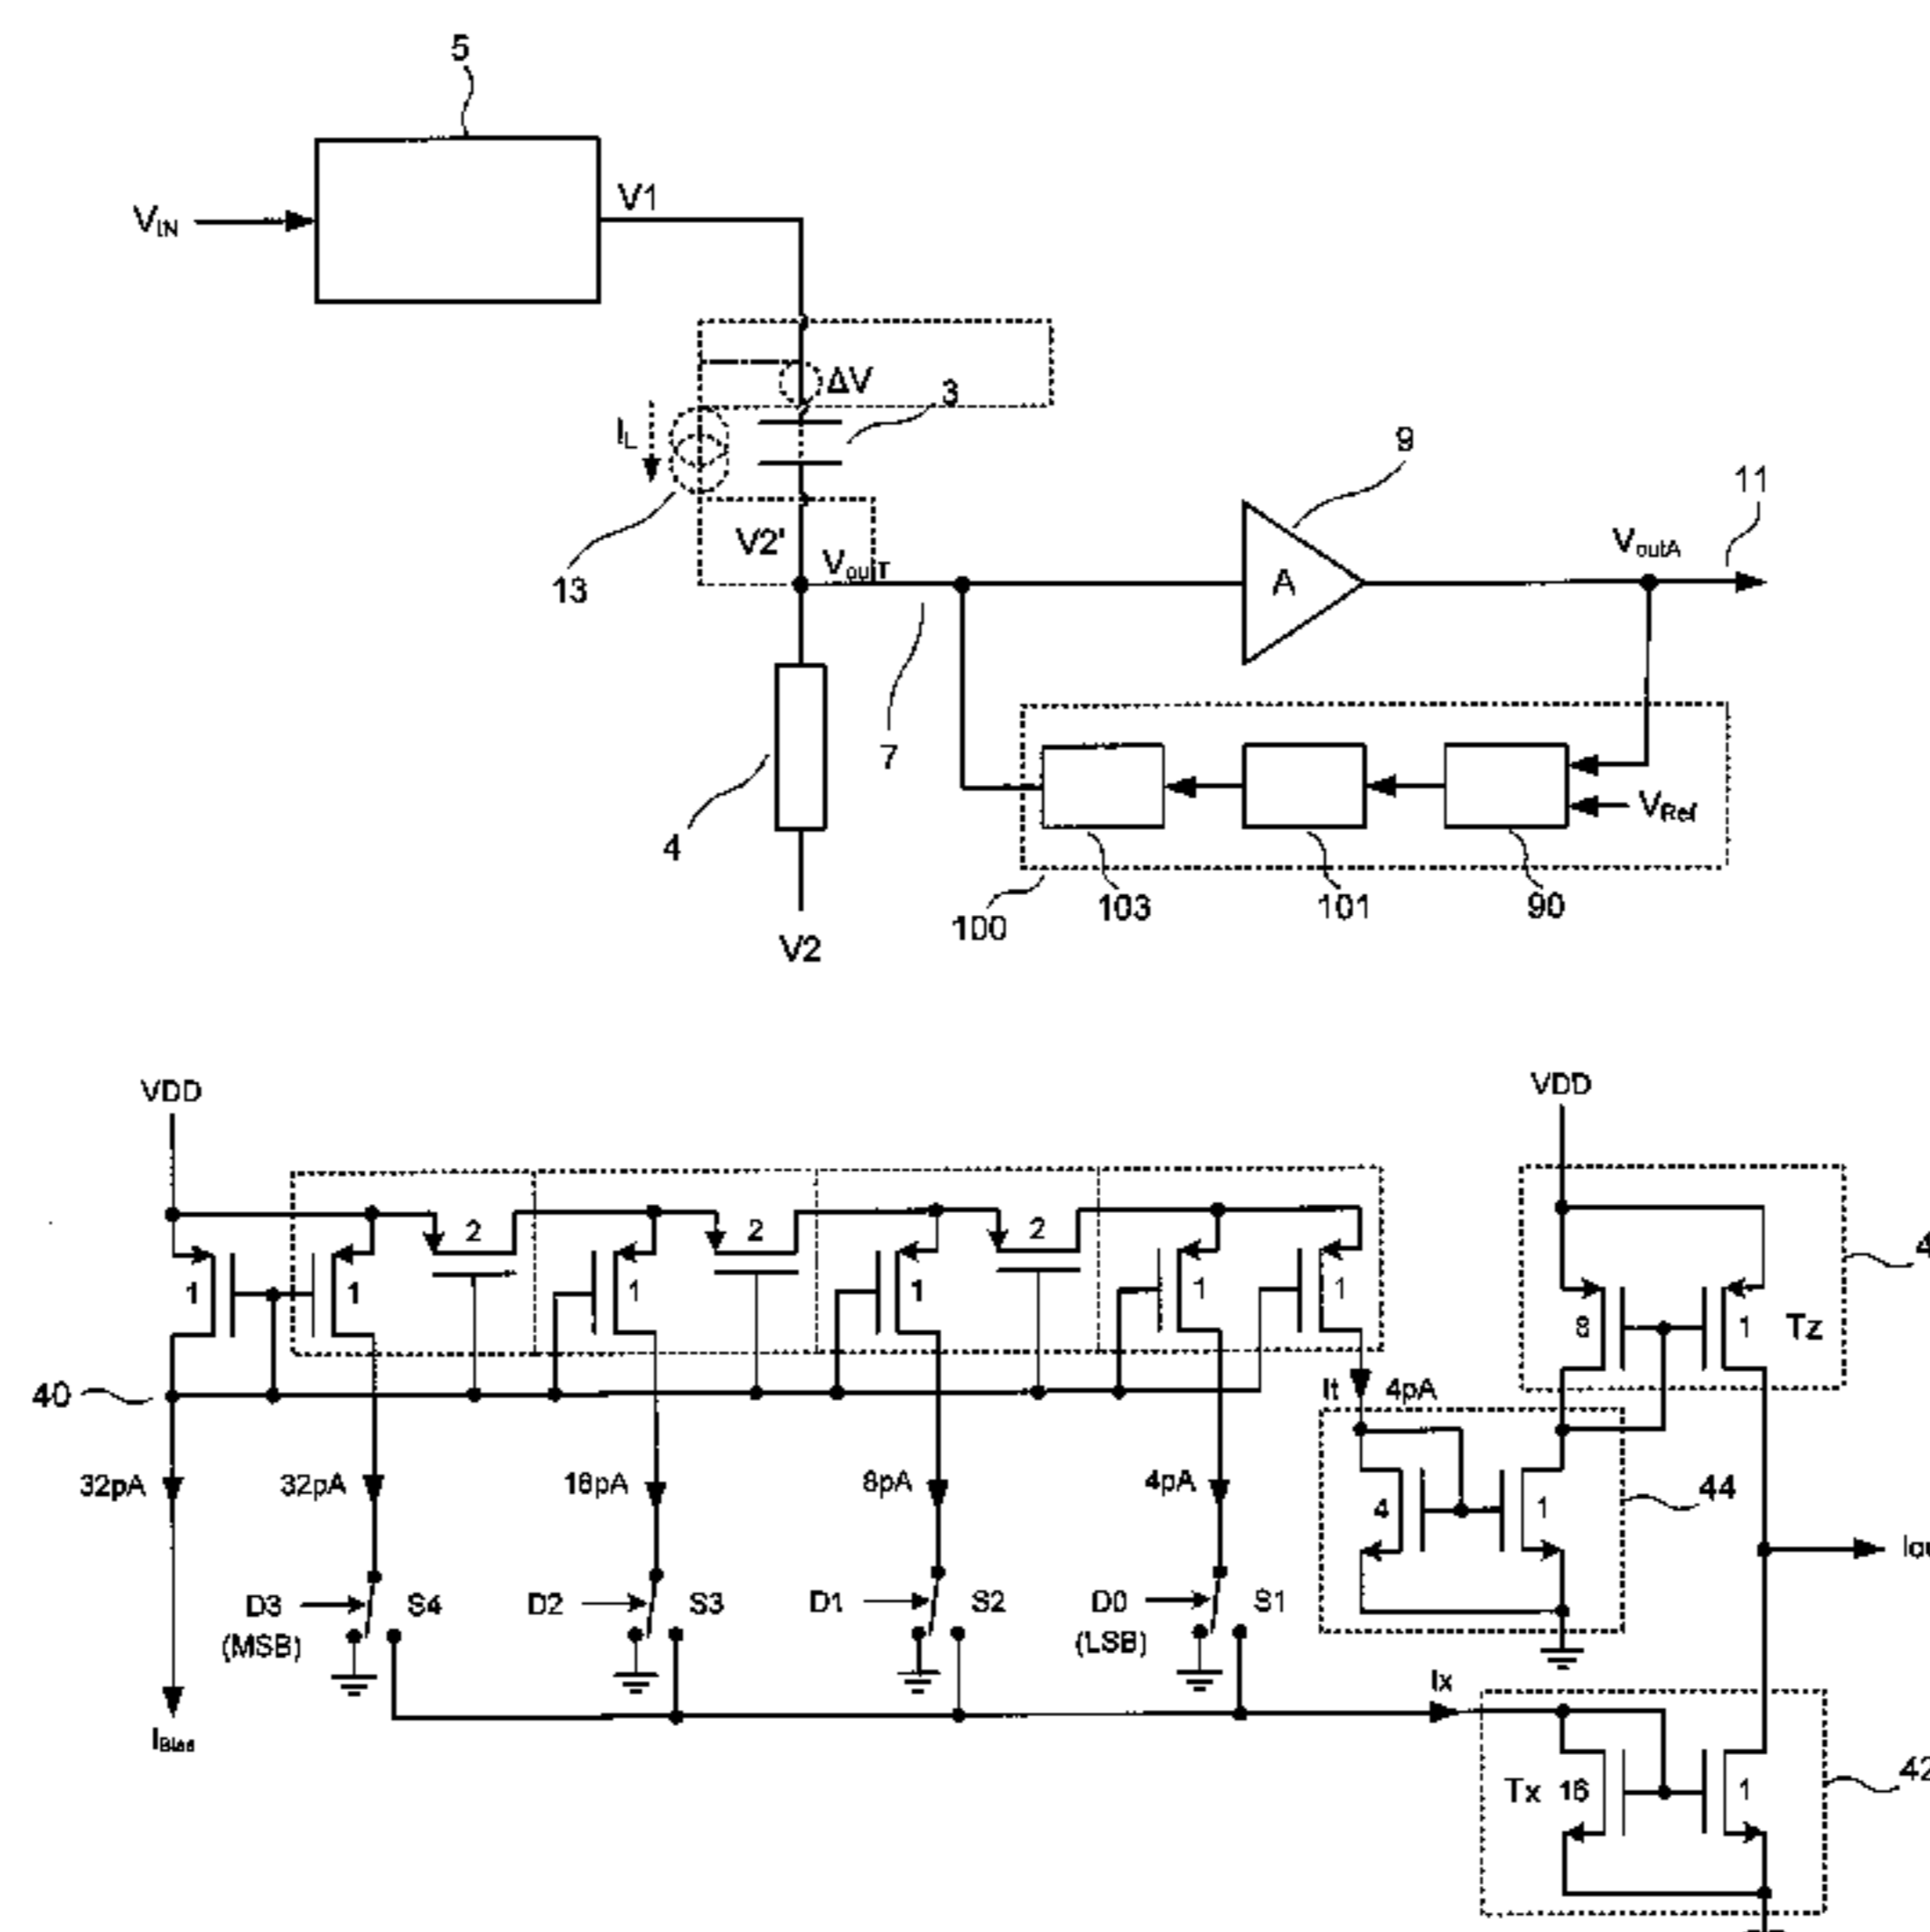 5
VIN
V1
ΔV
3
IL
13
V2'
VoutT
9
A
VoutA
11
7
4
V2
VRef
100
103
101
90
VDD
VDD
2
2
2
1
1
1
1
1
1
8
1
Tz
4
40
It
4pA
32pA
32pA
16pA
8pA
4pA
4
1
44
D3
(MSB)
S4
D2
S3
D1
S2
D0
(LSB)
S1
IBias
Ix
Tx
16
1
42